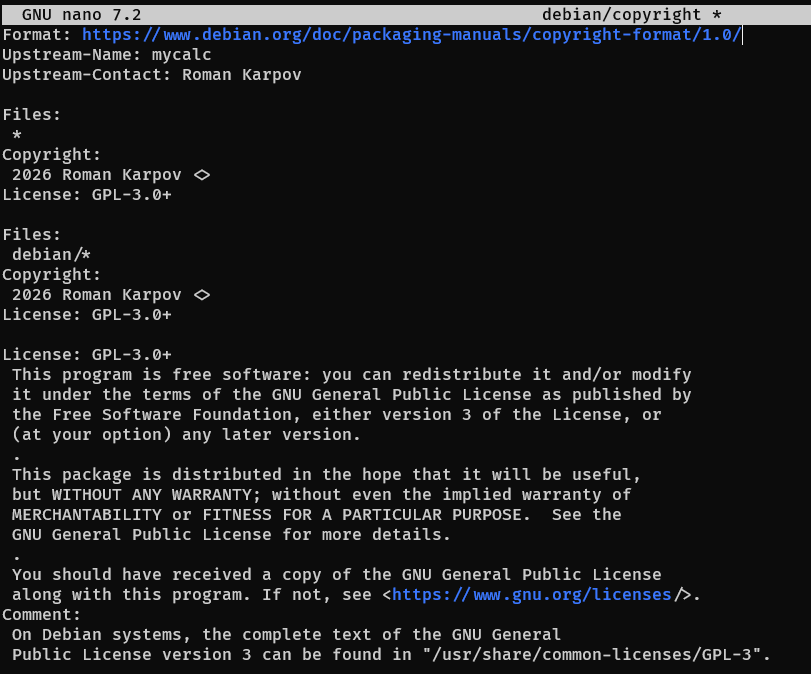 GNU nano 7.2 debian/copyright *
Format: https://www.debian.org/doc/packaging-manuals/copyright-format/1.0/
Upstream-Name: mycalc
Upstream-Contact: Roman Karpov

Files:
 *
Copyright:
 2026 Roman Karpov <>
License: GPL-3.0+

Files:
 debian/*
Copyright:
 2026 Roman Karpov <>
License: GPL-3.0+

License: GPL-3.0+
 This program is free software: you can redistribute it and/or modify
 it under the terms of the GNU General Public License as published by
 the Free Software Foundation, either version 3 of the License, or
 (at your option) any later version.
 .
 This package is distributed in the hope that it will be useful,
 but WITHOUT ANY WARRANTY; without even the implied warranty of
 MERCHANTABILITY or FITNESS FOR A PARTICULAR PURPOSE.  See the
 GNU General Public License for more details.
 .
 You should have received a copy of the GNU General Public License
 along with this program. If not, see <https://www.gnu.org/licenses/>.
Comment:
 On Debian systems, the complete text of the GNU General
 Public License version 3 can be found in "/usr/share/common-licenses/GPL-3".